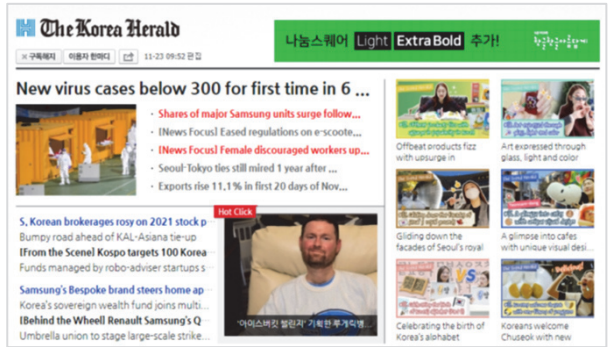 The Korea Herald
나눔스퀘어 Light ExtraBold 추가!
한글한글아름답게
× 구독해지
이용자 한마디
11-23 09:52 편집
New virus cases below 300 for first time in 6 ...
· Shares of major Samsung units surge follow...
· [News Focus] Eased regulations on e-scoote...
· [News Focus] Female discouraged workers up...
· Seoul-Tokyo ties still mired 1 year after ...
· Exports rise 11.1% in first 20 days of Nov...
S. Korean brokerages rosy on 2021 stock p
Bumpy road ahead of KAL-Asiana tie-up
[From the Scene] Kospo targets 100 Korea
Funds managed by robo-adviser startups s
Samsung's Bespoke brand steers home ap
Korea's sovereign wealth fund joins multi...
[Behind the Wheel] Renault Samsung's Q
Umbrella union to stage large-scale strike...
Hot Click
'아이스버킷 챌린지' 기획한 루게릭병...
Offbeat products fizz
with upsurge in
Art expressed through
glass, light and color
Gliding down the
facades of Seoul's royal
A glimpse into cafes
with unique visual desi...
Celebrating the birth of
Korea's alphabet
Koreans welcome
Chuseok with new